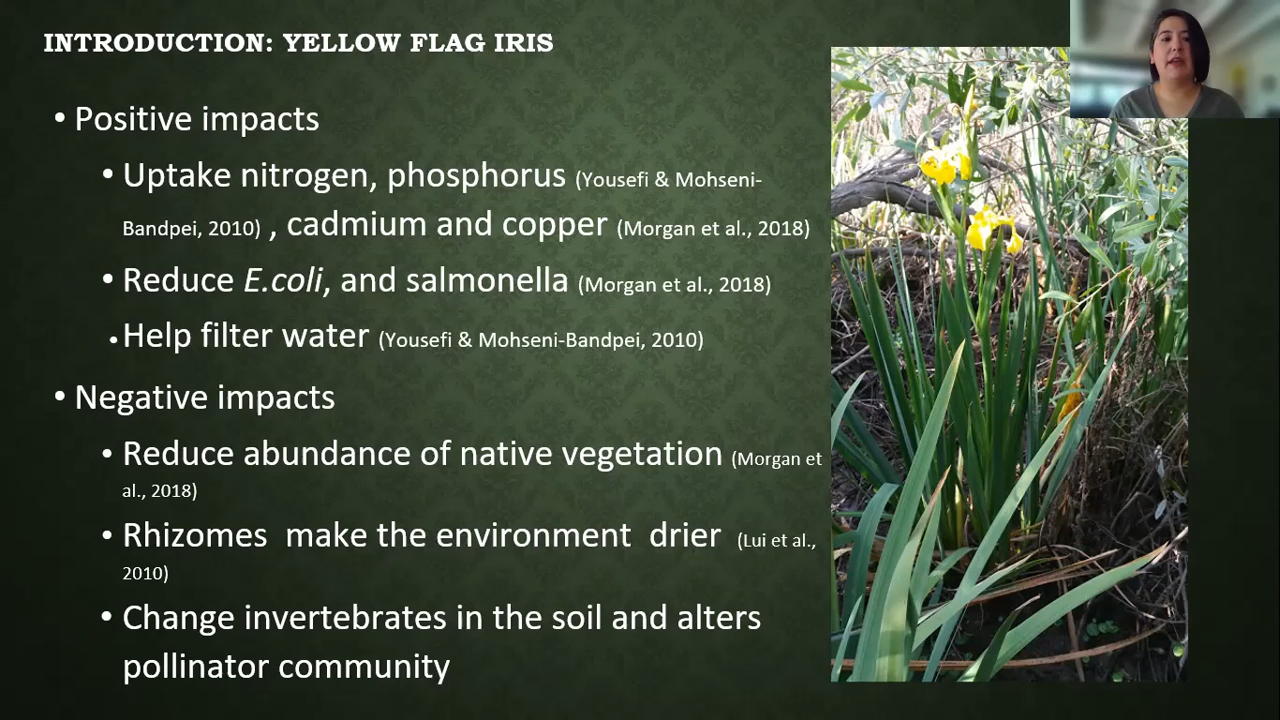 INTRODUCTION: YELLOW FLAG IRIS
• Positive impacts
• Uptake nitrogen, phosphorus (Yousefi & Mohseni-
Bandpei, 2010) , cadmium and copper (Morgan et al., 2018)
• Reduce E.coli, and salmonella (Morgan et al., 2018)
• Help filter water (Yousefi & Mohseni-Bandpei, 2010)
• Negative impacts
• Reduce abundance of native vegetation (Morgan et
al., 2018)
• Rhizomes make the environment drier (Lui et al.,
2010)
• Change invertebrates in the soil and alters
pollinator community